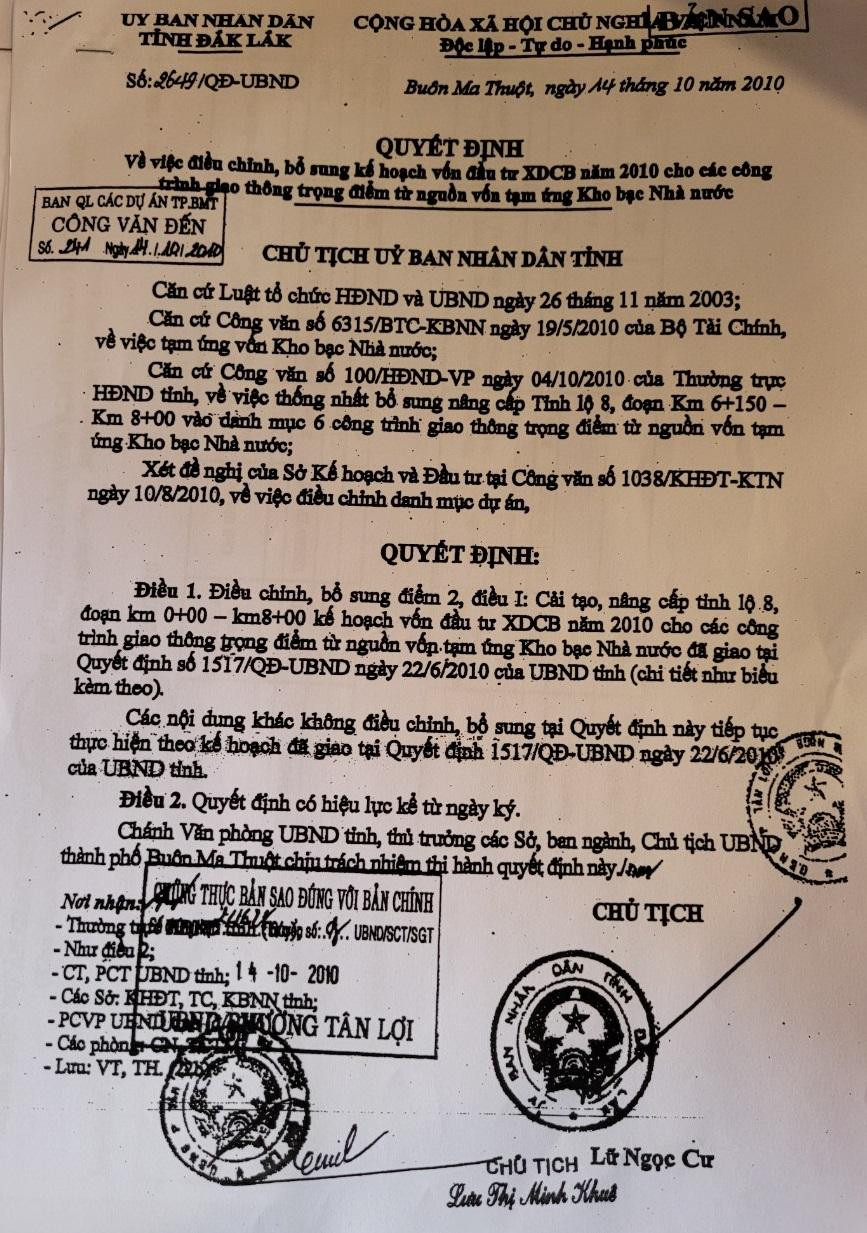 UỶ BAN NHÂN DÂN
TỈNH ĐẮK LẮK
CỘNG HÒA XÃ HỘI CHỦ NGHĨA VIỆT NAM
BẢN SAO
Độc lập - Tự do - Hạnh phúc
Số: 2649/QĐ-UBND
Buôn Ma Thuột, ngày 14 tháng 10 năm 2010
QUYẾT ĐỊNH
Về việc điều chỉnh, bổ sung kế hoạch vốn đầu tư XDCB năm 2010 cho các công
trình giao thông trọng điểm từ nguồn vốn tạm ứng Kho bạc Nhà nước
BAN QL CÁC DỰ ÁN TP.BMT
CÔNG VĂN ĐẾN
Số. 241 Ngày 14/10/2010
CHỦ TỊCH UỶ BAN NHÂN DÂN TỈNH
Căn cứ Luật tổ chức HĐND và UBND ngày 26 tháng 11 năm 2003;
Căn cứ Công văn số 6315/BTC-KBNN ngày 19/5/2010 của Bộ Tài Chính,
về việc tạm ứng vốn Kho bạc Nhà nước;
Căn cứ Công văn số 100/HĐND-VP ngày 04/10/2010 của Thường trực
HĐND tỉnh, về việc thống nhất bổ sung nâng cấp Tỉnh lộ 8, đoạn Km 6+150 –
Km 8+00 vào danh mục 6 công trình giao thông trọng điểm từ nguồn vốn tạm
ứng Kho bạc Nhà nước;
Xét đề nghị của Sở Kế hoạch và Đầu tư tại Công văn số 1038/KHĐT-KTN
ngày 10/8/2010, về việc điều chỉnh danh mục dự án,
QUYẾT ĐỊNH:
Điều 1. Điều chỉnh, bổ sung điểm 2, điều I: Cải tạo, nâng cấp tỉnh lộ 8,
đoạn km 0+00 – km8+00 kế hoạch vốn đầu tư XDCB năm 2010 cho các công
trình giao thông trọng điểm từ nguồn vốn tạm ứng Kho bạc Nhà nước đã giao tại
Quyết định số 1517/QĐ-UBND ngày 22/6/2010 của UBND tỉnh (chi tiết như biểu
kèm theo).
Các nội dung khác không điều chỉnh, bổ sung tại Quyết định này tiếp tục
thực hiện theo kế hoạch đã giao tại Quyết định 1517/QĐ-UBND ngày 22/6/2010
của UBND tỉnh.
Điều 2. Quyết định có hiệu lực kể từ ngày ký.
Chánh Văn phòng UBND tỉnh, thủ trưởng các Sở, ban ngành, Chủ tịch UBND
thành phố Buôn Ma Thuột chịu trách nhiệm thi hành quyết định này./
Nơi nhận:
CHỨNG THỰC BẢN SAO ĐÚNG VỚI BẢN CHÍNH
- Thường trực
số: UBND/SCT/SGT
- Như điều 2;
- CT, PCT UBND tỉnh;
14 -10- 2010
- Các Sở: KHĐT, TC, KBNN tỉnh;
- PCVP UBND
PHƯỜNG TÂN LỢI
- Các phòng: CN,
- Lưu: VT, TH.
CHỦ TỊCH
Lữ Ngọc Cư
CHỦ TỊCH
Lưu Thị Minh Khuê